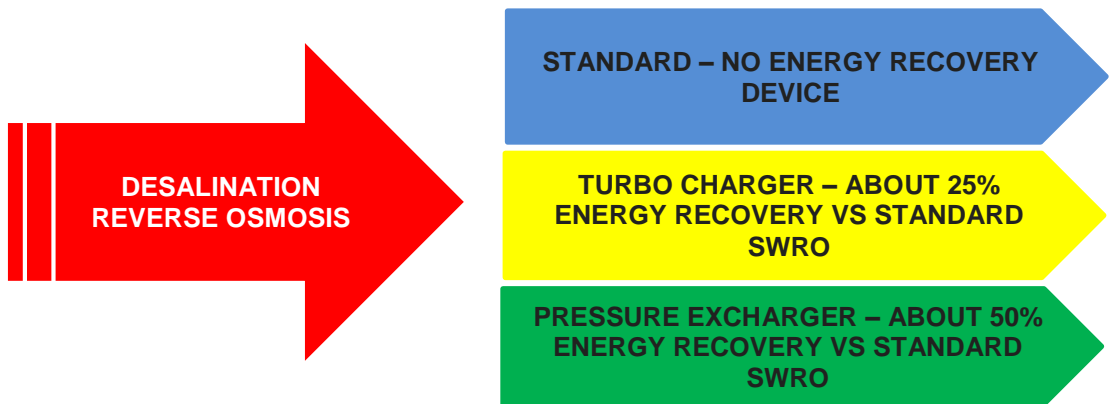 DESALINATION
REVERSE OSMOSIS
STANDARD – NO ENERGY RECOVERY
DEVICE
TURBO CHARGER – ABOUT 25%
ENERGY RECOVERY VS STANDARD
SWRO
PRESSURE EXCHARGER – ABOUT 50%
ENERGY RECOVERY VS STANDARD
SWRO